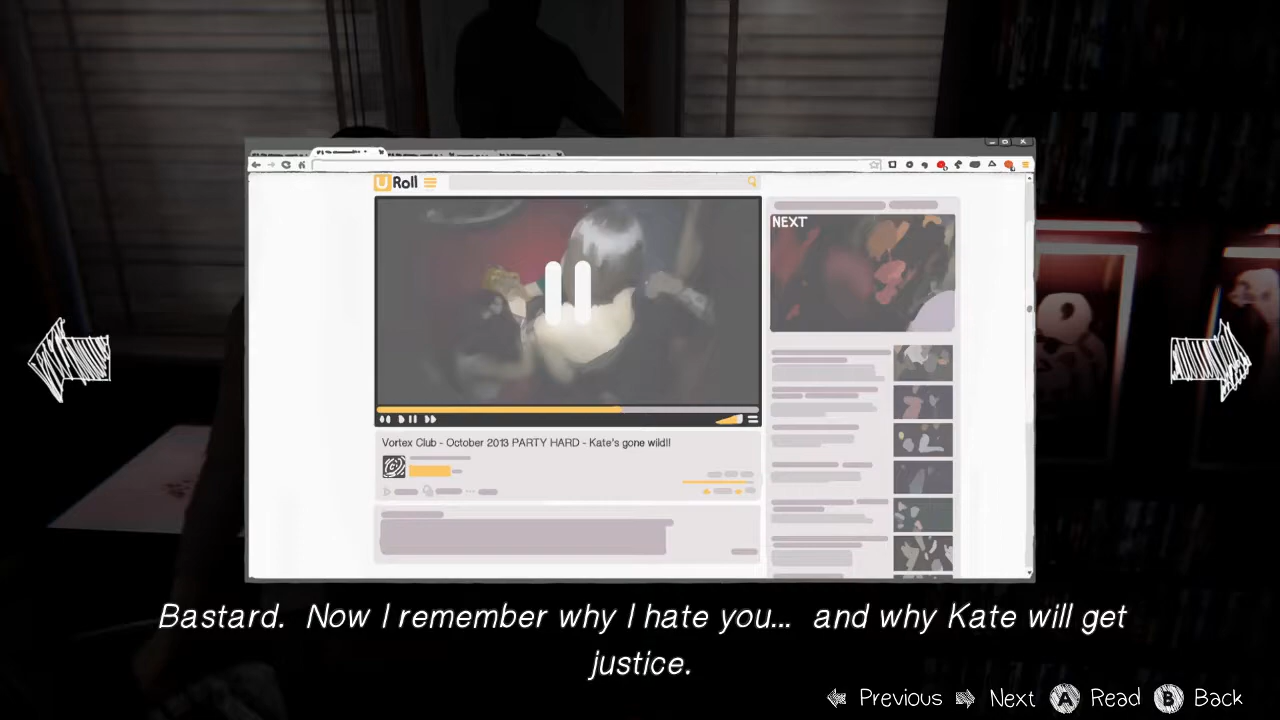 U Roll
NEXT
Vortex Club - October 2013 PARTY HARD - Kate's gone wild!!
Bastard. Now I remember why I hate you... and why Kate will get
justice.
Previous Next A Read B Back